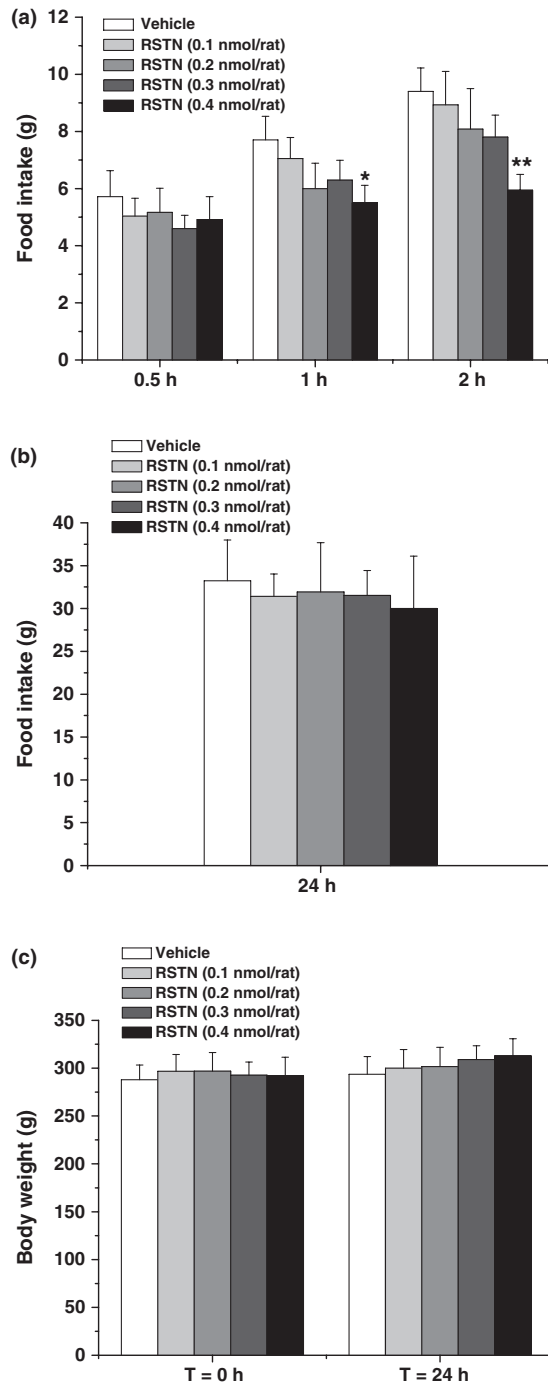 (a)
Vehicle
RSTN (0.1 nmol/rat)
RSTN (0.2 nmol/rat)
RSTN (0.3 nmol/rat)
RSTN (0.4 nmol/rat)
12
10
8
6
4
2
0
Food intake (g)
*
**
0.5 h
1 h
2 h
(b)
Vehicle
RSTN (0.1 nmol/rat)
RSTN (0.2 nmol/rat)
RSTN (0.3 nmol/rat)
RSTN (0.4 nmol/rat)
40
35
30
25
20
15
10
5
0
Food intake (g)
24 h
(c)
Vehicle
RSTN (0.1 nmol/rat)
RSTN (0.2 nmol/rat)
RSTN (0.3 nmol/rat)
RSTN (0.4 nmol/rat)
350
300
250
200
150
100
50
0
Body weight (g)
T = 0 h
T = 24 h